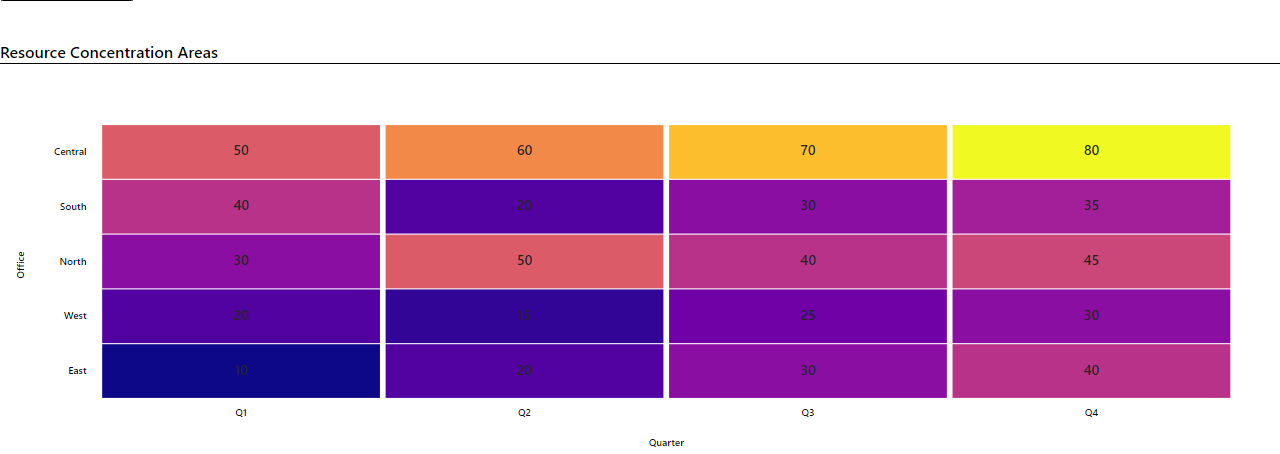 Resource Concentration Areas
Central 50 60 70 80
South 40 20 30 35
North 30 50 40 45
Office
West 20 15 25 30
East 10 20 30 40
Q1 Q2 Q3 Q4
Quarter